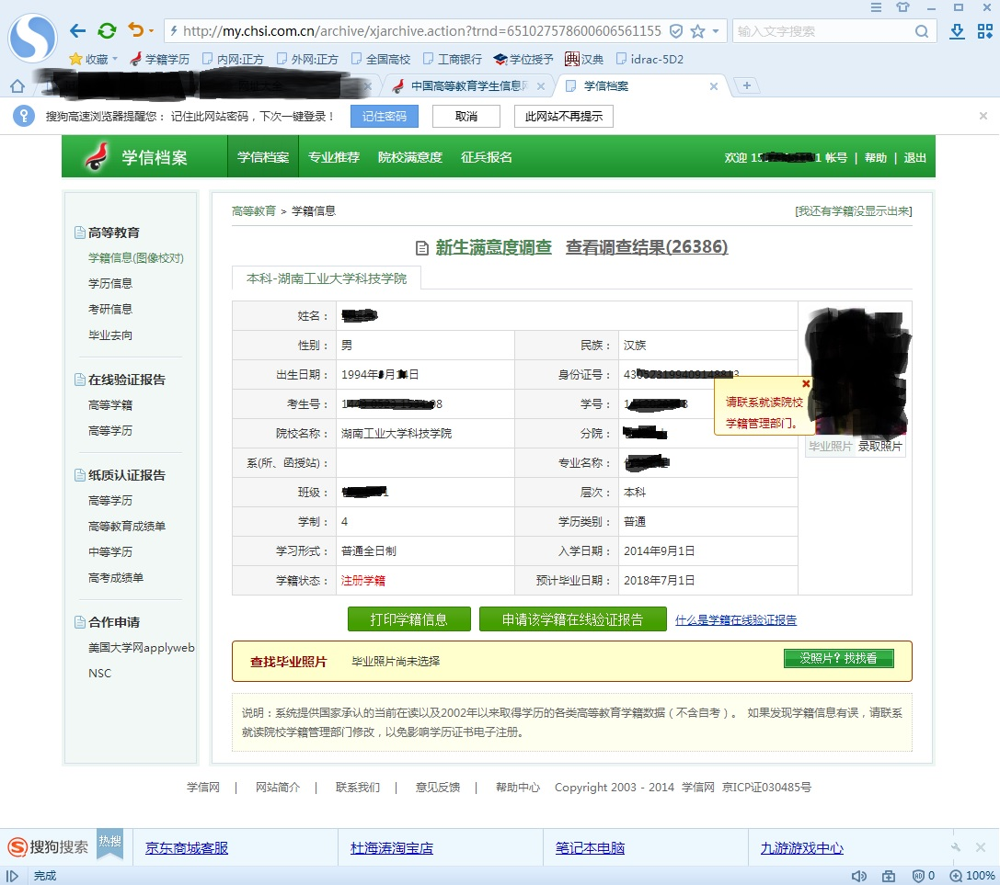 http://my.chsi.com.cn/archive/xjarchive.action?trnd=651027578600606561155
输入文字搜索
收藏 学籍学历 内网:正方 外网:正方 全国高校 工商银行 学位授予 汉典 idrac-5D2
中国高等教育学生信息网 学信档案
搜狗高速浏览器提醒您： 记住此网站密码，下次一键登录！ 记住密码 取消 此网站不再提示
学信档案 学信档案 专业推荐 院校满意度 征兵报名 欢迎 帐号 | 帮助 | 退出
高等教育
学籍信息(图像校对)
学历信息
考研信息
毕业去向
在线验证报告
高等学籍
高等学历
纸质认证报告
高等学历
高等教育成绩单
中等学历
高考成绩单
合作申请
美国大学网applyweb
NSC
高等教育 > 学籍信息 [我还有学籍没显示出来]
新生满意度调查 查看调查结果(26386)
本科-湖南工业大学科技学院
姓名：
性别： 男 民族： 汉族
出生日期： 1994年 月 日 身份证号：
考生号： 学号：
院校名称： 湖南工业大学科技学院 分院：
系(所、函授站)： 专业名称：
班级： 层次： 本科
学制： 4 学历类别： 普通
学习形式： 普通全日制 入学日期： 2014年9月1日
学籍状态： 注册学籍 预计毕业日期： 2018年7月1日
请联系就读院校
学籍管理部门。
毕业照片 录取照片
打印学籍信息 申请该学籍在线验证报告 什么是学籍在线验证报告
查找毕业照片 毕业照片尚未选择 没照片？找找看
说明：系统提供国家承认的当前在读以及2002年以来取得学历的各类高等教育学籍数据（不含自考）。 如果发现学籍信息有误，请联系
就读院校学籍管理部门修改，以免影响学历证书电子注册。
学信网 | 网站简介 | 联系我们 | 意见反馈 | 帮助中心 Copyright 2003 - 2014 学信网 京ICP证030485号
搜狗搜索 热搜 京东商城客服 杜海涛淘宝店 笔记本电脑 九游游戏中心
完成 0 100%